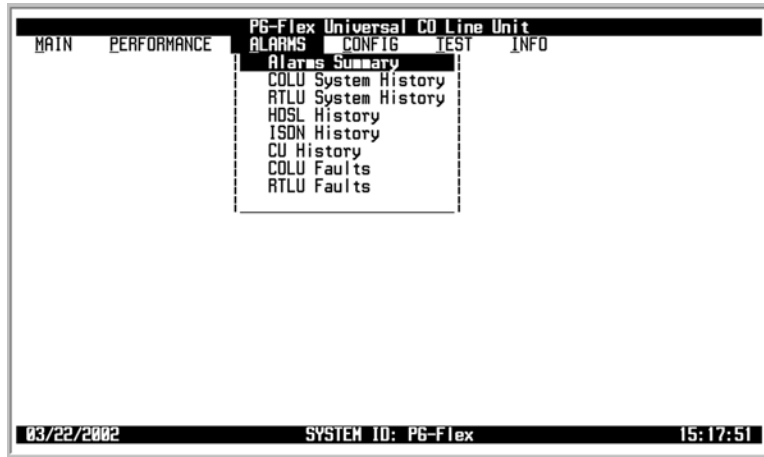 PG-Flex Universal CO Line Unit
MAIN PERFORMANCE ALARMS CONFIG TEST INFO
Alarms Summary
COLU System History
RTLU System History
HDSL History
ISDN History
CU History
COLU Faults
RTLU Faults
03/22/2002 SYSTEM ID: PG-Flex 15:17:51